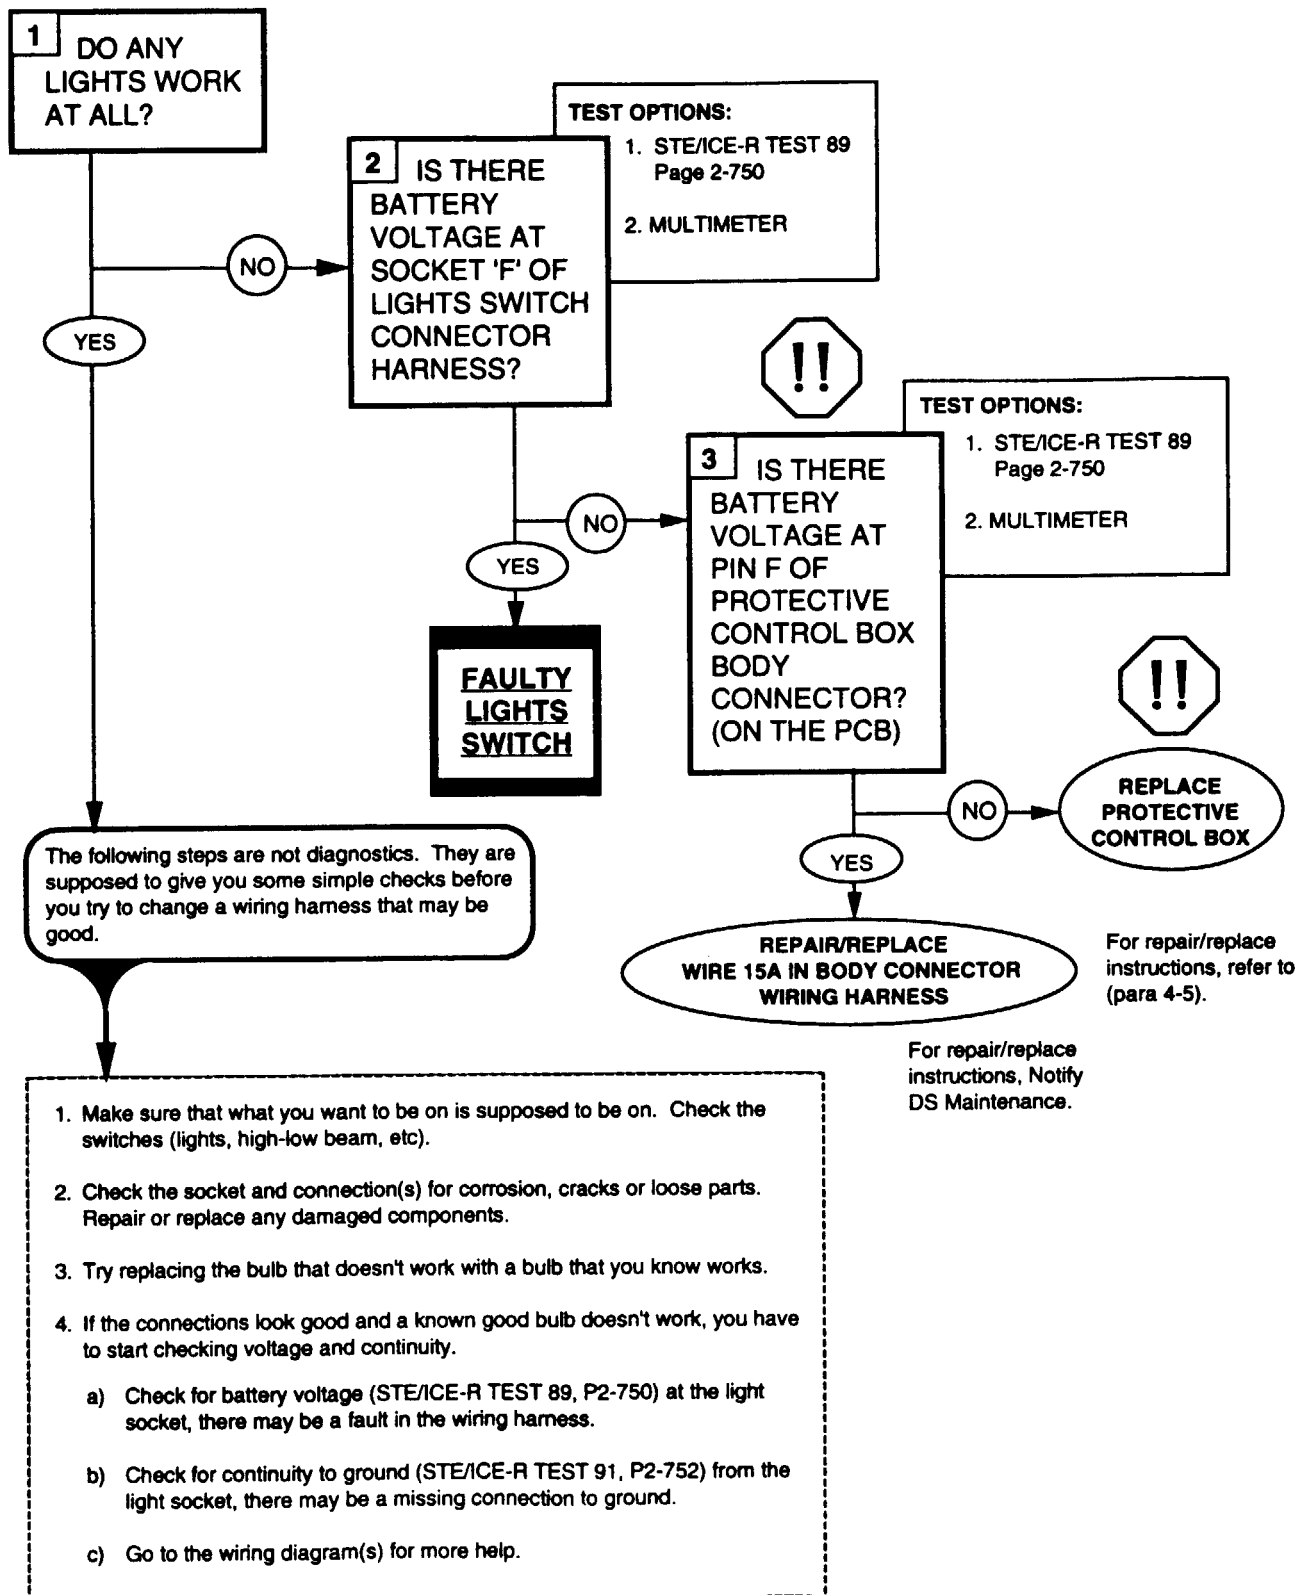 1
DO ANY
LIGHTS WORK
AT ALL?
NO
YES
TEST OPTIONS:
1. STE/ICE-R TEST 89
Page 2-750
2. MULTIMETER
2
IS THERE
BATTERY
VOLTAGE AT
SOCKET 'F' OF
LIGHTS SWITCH
CONNECTOR
HARNESS?
NO
YES
FAULTY
LIGHTS
SWITCH
!!
TEST OPTIONS:
1. STE/ICE-R TEST 89
Page 2-750
2. MULTIMETER
3
IS THERE
BATTERY
VOLTAGE AT
PIN F OF
PROTECTIVE
CONTROL BOX
BODY
CONNECTOR?
(ON THE PCB)
NO
YES
!!
REPLACE
PROTECTIVE
CONTROL BOX
For repair/replace
instructions, refer to
(para 4-5).
REPAIR/REPLACE
WIRE 15A IN BODY CONNECTOR
WIRING HARNESS
For repair/replace
instructions, Notify
DS Maintenance.
The following steps are not diagnostics. They are
supposed to give you some simple checks before
you try to change a wiring harness that may be
good.
1. Make sure that what you want to be on is supposed to be on. Check the
switches (lights, high-low beam, etc).
2. Check the socket and connection(s) for corrosion, cracks or loose parts.
Repair or replace any damaged components.
3. Try replacing the bulb that doesn't work with a bulb that you know works.
4. If the connections look good and a known good bulb doesn't work, you have
to start checking voltage and continuity.
a) Check for battery voltage (STE/ICE-R TEST 89, P2-750) at the light
socket, there may be a fault in the wiring harness.
b) Check for continuity to ground (STE/ICE-R TEST 91, P2-752) from the
light socket, there may be a missing connection to ground.
c) Go to the wiring diagram(s) for more help.